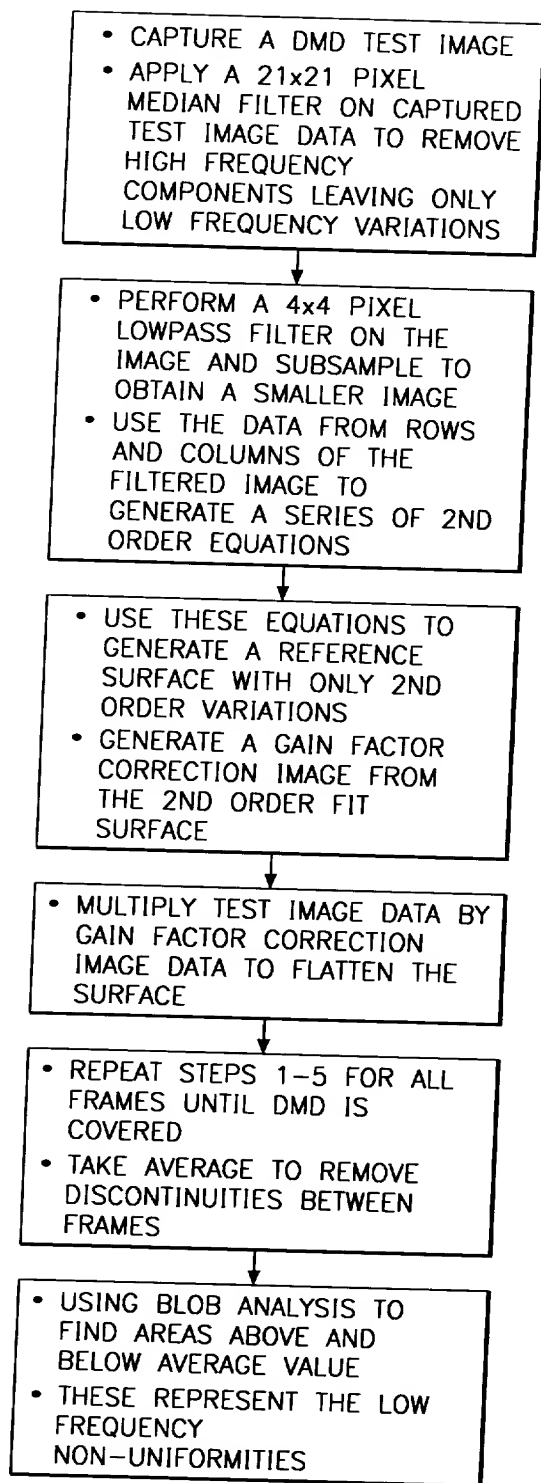 • CAPTURE A DMD TEST IMAGE
• APPLY A 21x21 PIXEL
MEDIAN FILTER ON CAPTURED
TEST IMAGE DATA TO REMOVE
HIGH FREQUENCY
COMPONENTS LEAVING ONLY
LOW FREQUENCY VARIATIONS
• PERFORM A 4x4 PIXEL
LOWPASS FILTER ON THE
IMAGE AND SUBSAMPLE TO
OBTAIN A SMALLER IMAGE
• USE THE DATA FROM ROWS
AND COLUMNS OF THE
FILTERED IMAGE TO
GENERATE A SERIES OF 2ND
ORDER EQUATIONS
• USE THESE EQUATIONS TO
GENERATE A REFERENCE
SURFACE WITH ONLY 2ND
ORDER VARIATIONS
• GENERATE A GAIN FACTOR
CORRECTION IMAGE FROM
THE 2ND ORDER FIT
SURFACE
• MULTIPLY TEST IMAGE DATA BY
GAIN FACTOR CORRECTION
IMAGE DATA TO FLATTEN THE
SURFACE
• REPEAT STEPS 1-5 FOR ALL
FRAMES UNTIL DMD IS
COVERED
• TAKE AVERAGE TO REMOVE
DISCONTINUITIES BETWEEN
FRAMES
• USING BLOB ANALYSIS TO
FIND AREAS ABOVE AND
BELOW AVERAGE VALUE
• THESE REPRESENT THE LOW
FREQUENCY
NON-UNIFORMITIES